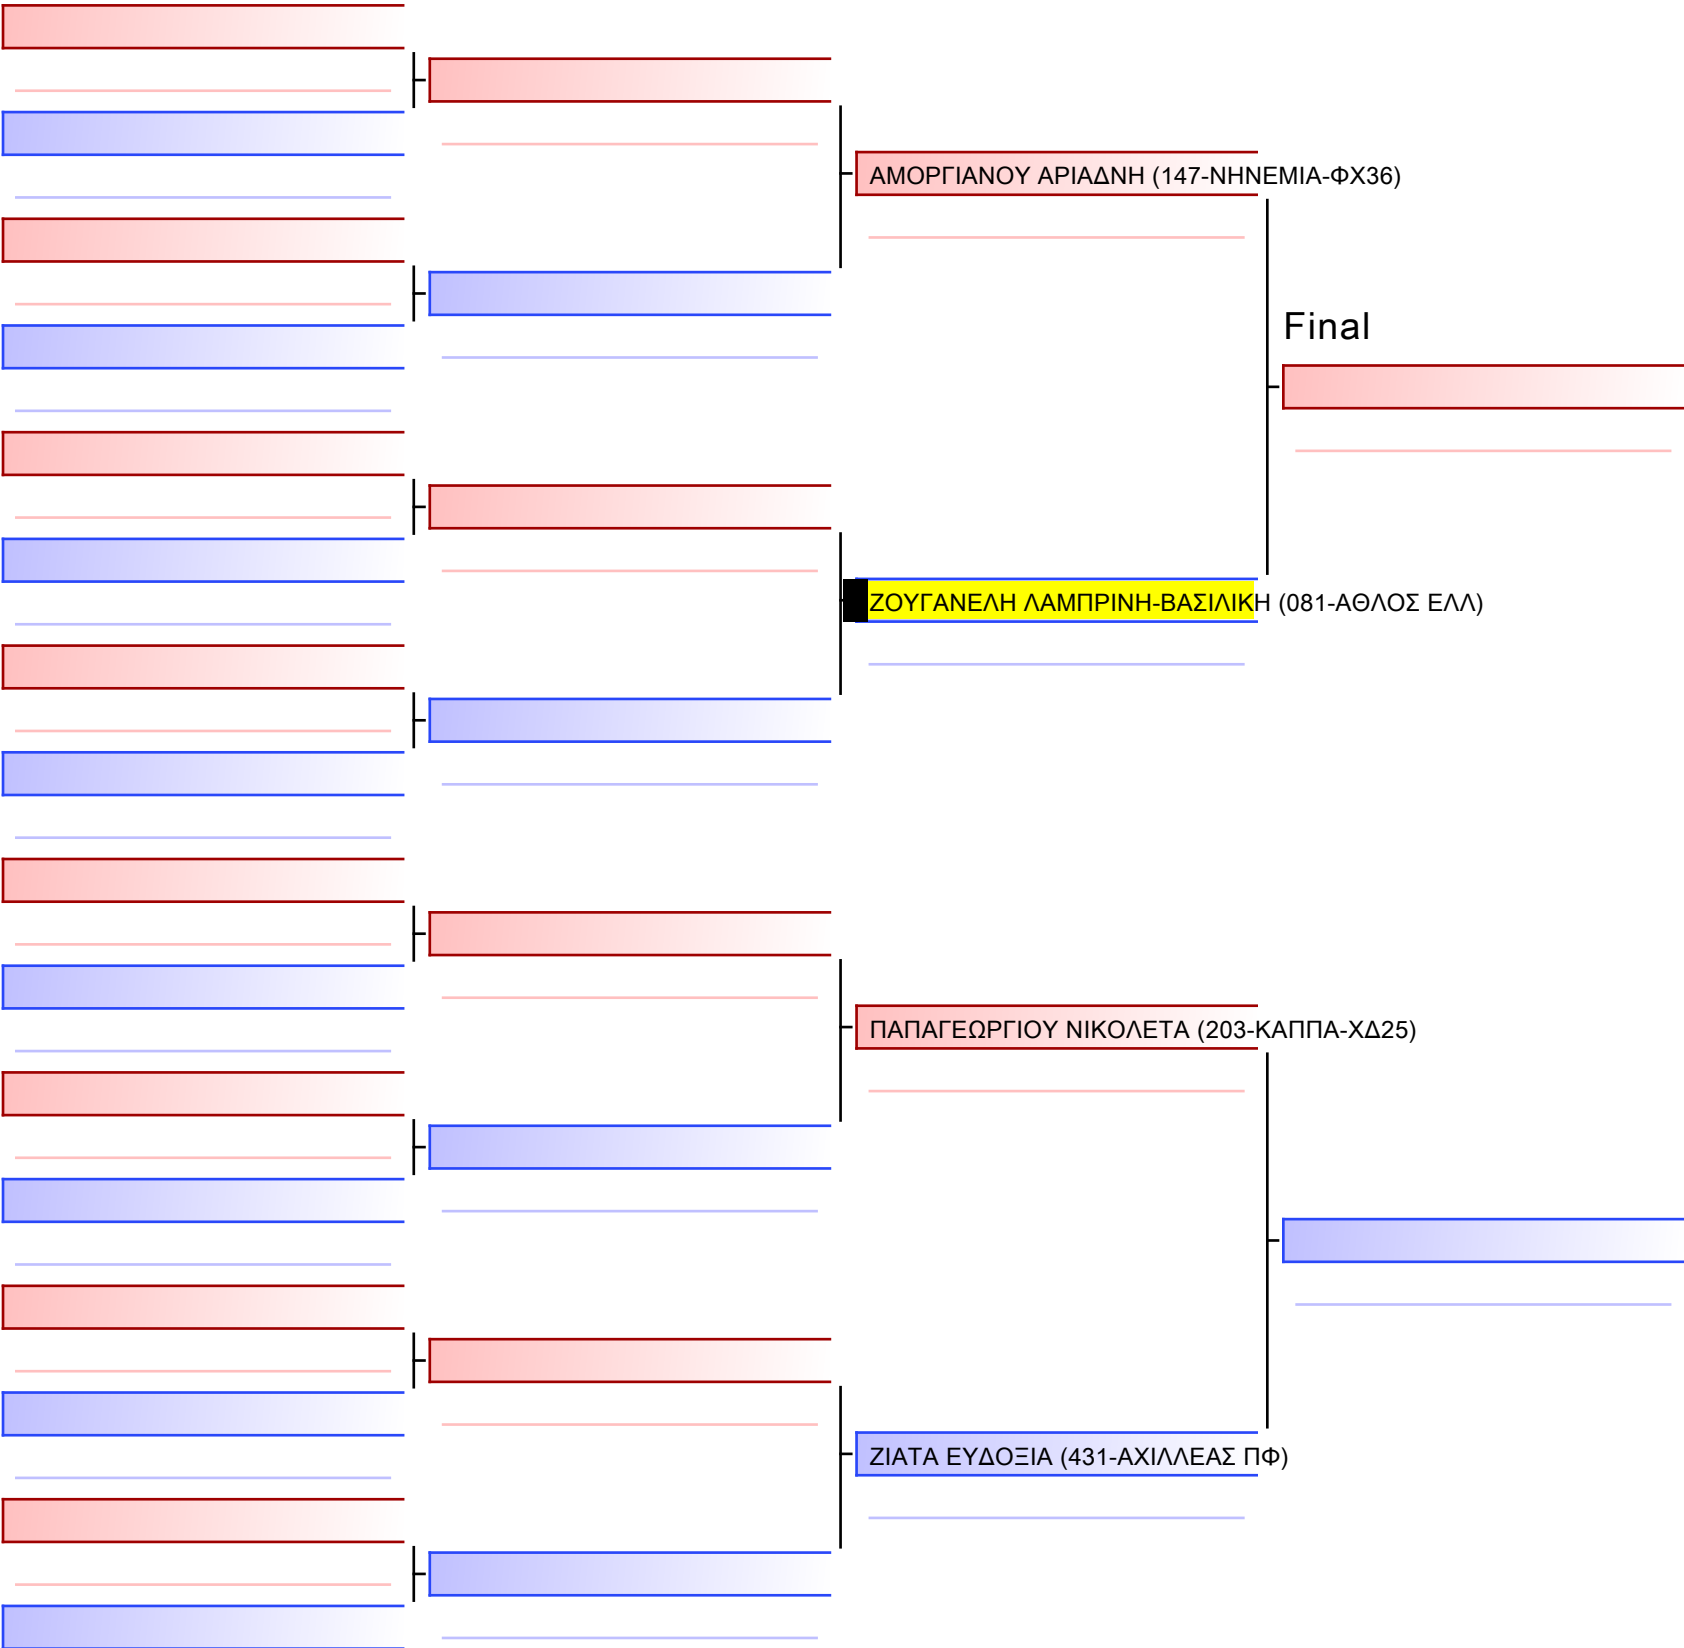 ΑΜΟΡΓΙΑΝΟΥ ΑΡΙΑΔΝΗ (147-ΝΗΝΕΜΙΑ-ΦΧ36)
Final
ΖΟΥΓΑΝΕΛΗ ΛΑΜΠΡΙΝΗ-ΒΑΣΙΛΙΚΗ (081-ΑΘΛΟΣ ΕΛΛ)
ΠΑΠΑΓΕΩΡΓΙΟΥ ΝΙΚΟΛΕΤΑ (203-ΚΑΠΠΑ-ΧΔ25)
ΖΙΑΤΑ ΕΥΔΟΞΙΑ (431-ΑΧΙΛΛΕΑΣ ΠΦ)